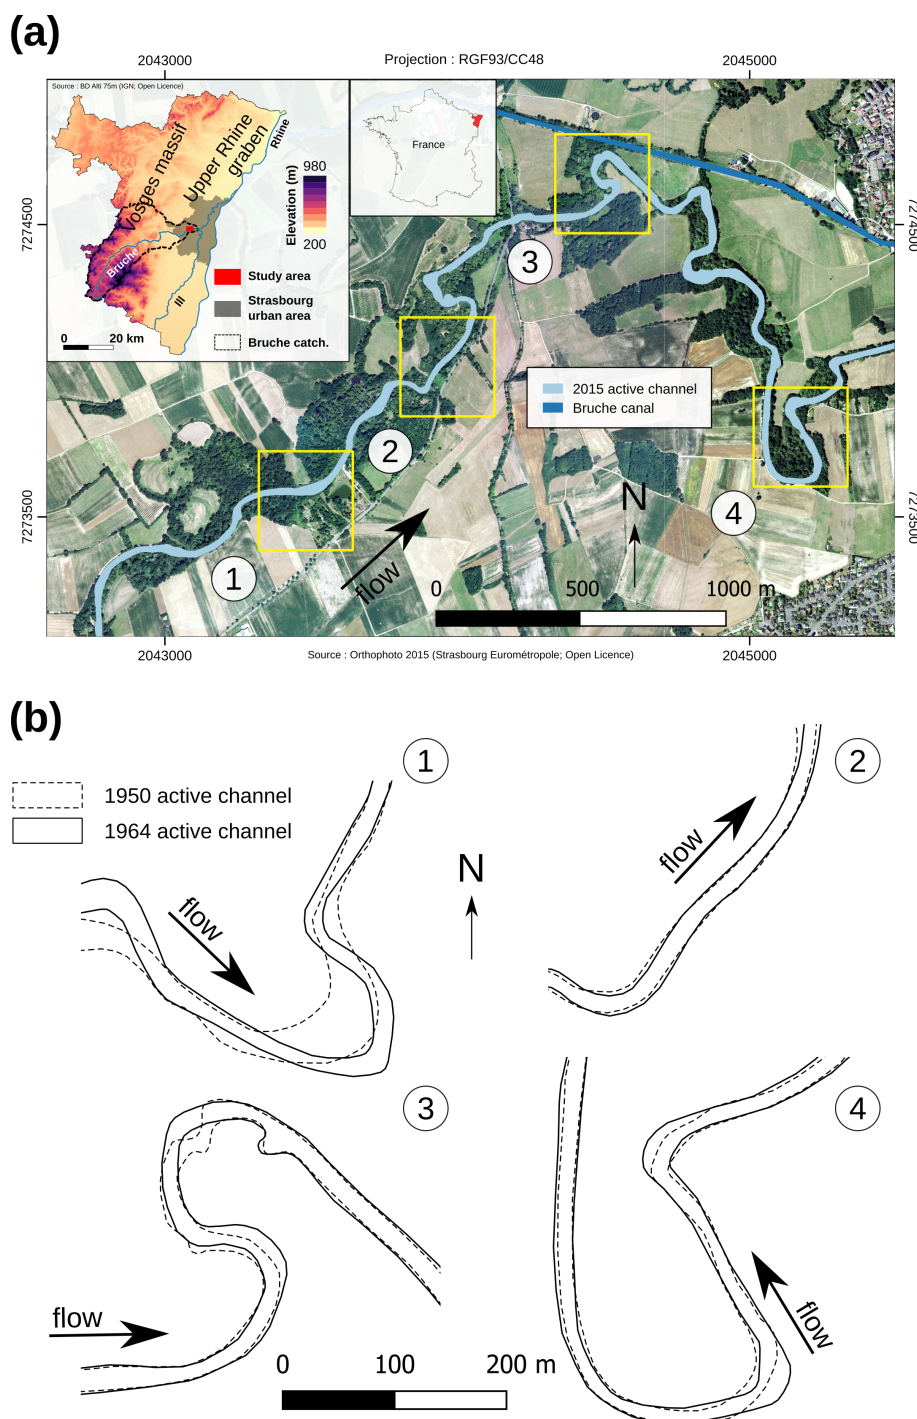 (a)
2043000
Projection : RGF93/CC48
2045000
Source : BD Alti 75m (IGN; Open Licence)
Vosges massif
Upper Rhine
graben
Rhine
Elevation (m)
980
200
Bruche
Ill
Study area
Strasbourg
urban area
Bruche catch.
0 20 km
France
7274500
7274500
7273500
7273500
3
2
1
4
2015 active channel
Bruche canal
flow
N
0 500 1000 m
2043000
Source : Orthophoto 2015 (Strasbourg Eurométropole; Open Licence)
2045000
(b)
1
2
1950 active channel
1964 active channel
flow
flow
N
3
4
flow
flow
0 100 200 m